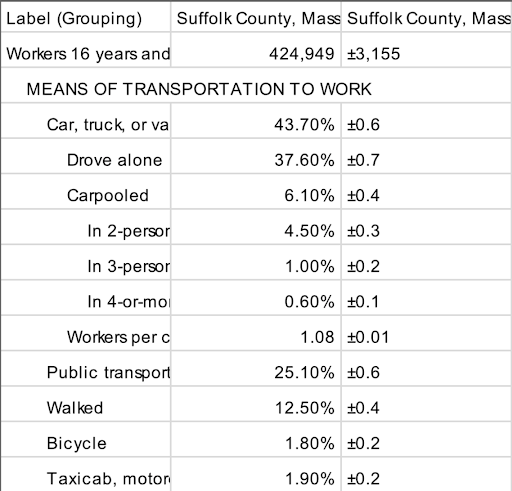 Label (Grouping) Suffolk County, Mass Suffolk County, Mass
Workers 16 years and 424,949 ±3,155
MEANS OF TRANSPORTATION TO WORK
Car, truck, or va 43.70% ±0.6
Drove alone 37.60% ±0.7
Carpooled 6.10% ±0.4
In 2-person 4.50% ±0.3
In 3-person 1.00% ±0.2
In 4-or-mo 0.60% ±0.1
Workers per c 1.08 ±0.01
Public transport 25.10% ±0.6
Walked 12.50% ±0.4
Bicycle 1.80% ±0.2
Taxicab, motor 1.90% ±0.2